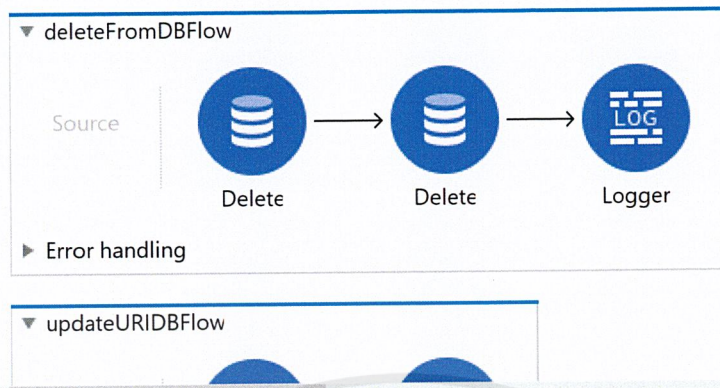 deleteFromDBFlow
Source
LOG
Delete
Delete
Logger
Error handling
updateURIDBFlow